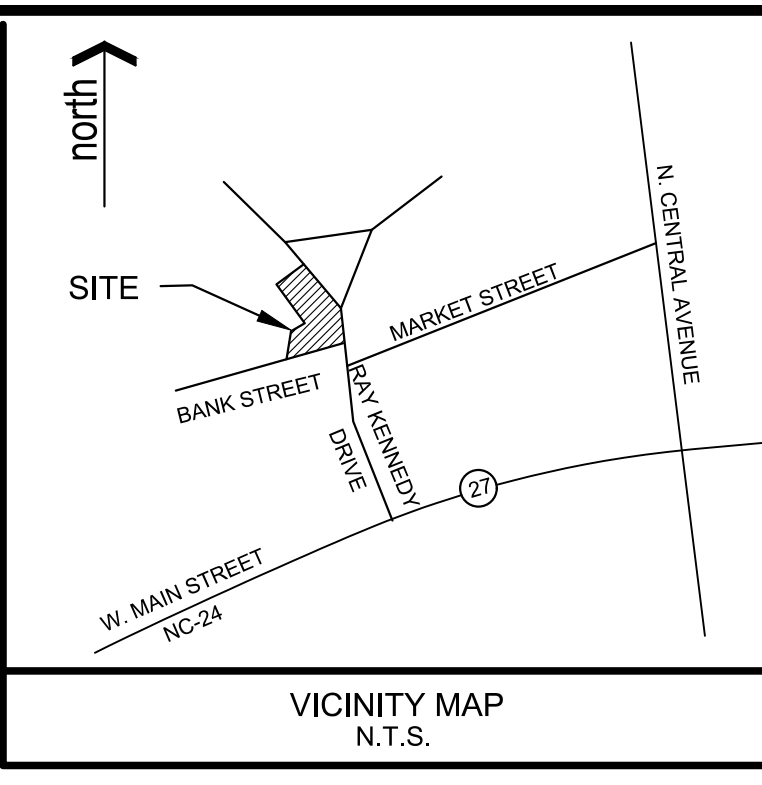 north
N. CENTRAL AVENUE
SITE
MARKET STREET
BANK STREET
RAY KENNEDY
DRIVE
27
W. MAIN STREET
NC-24
VICINITY MAP
N.T.S.